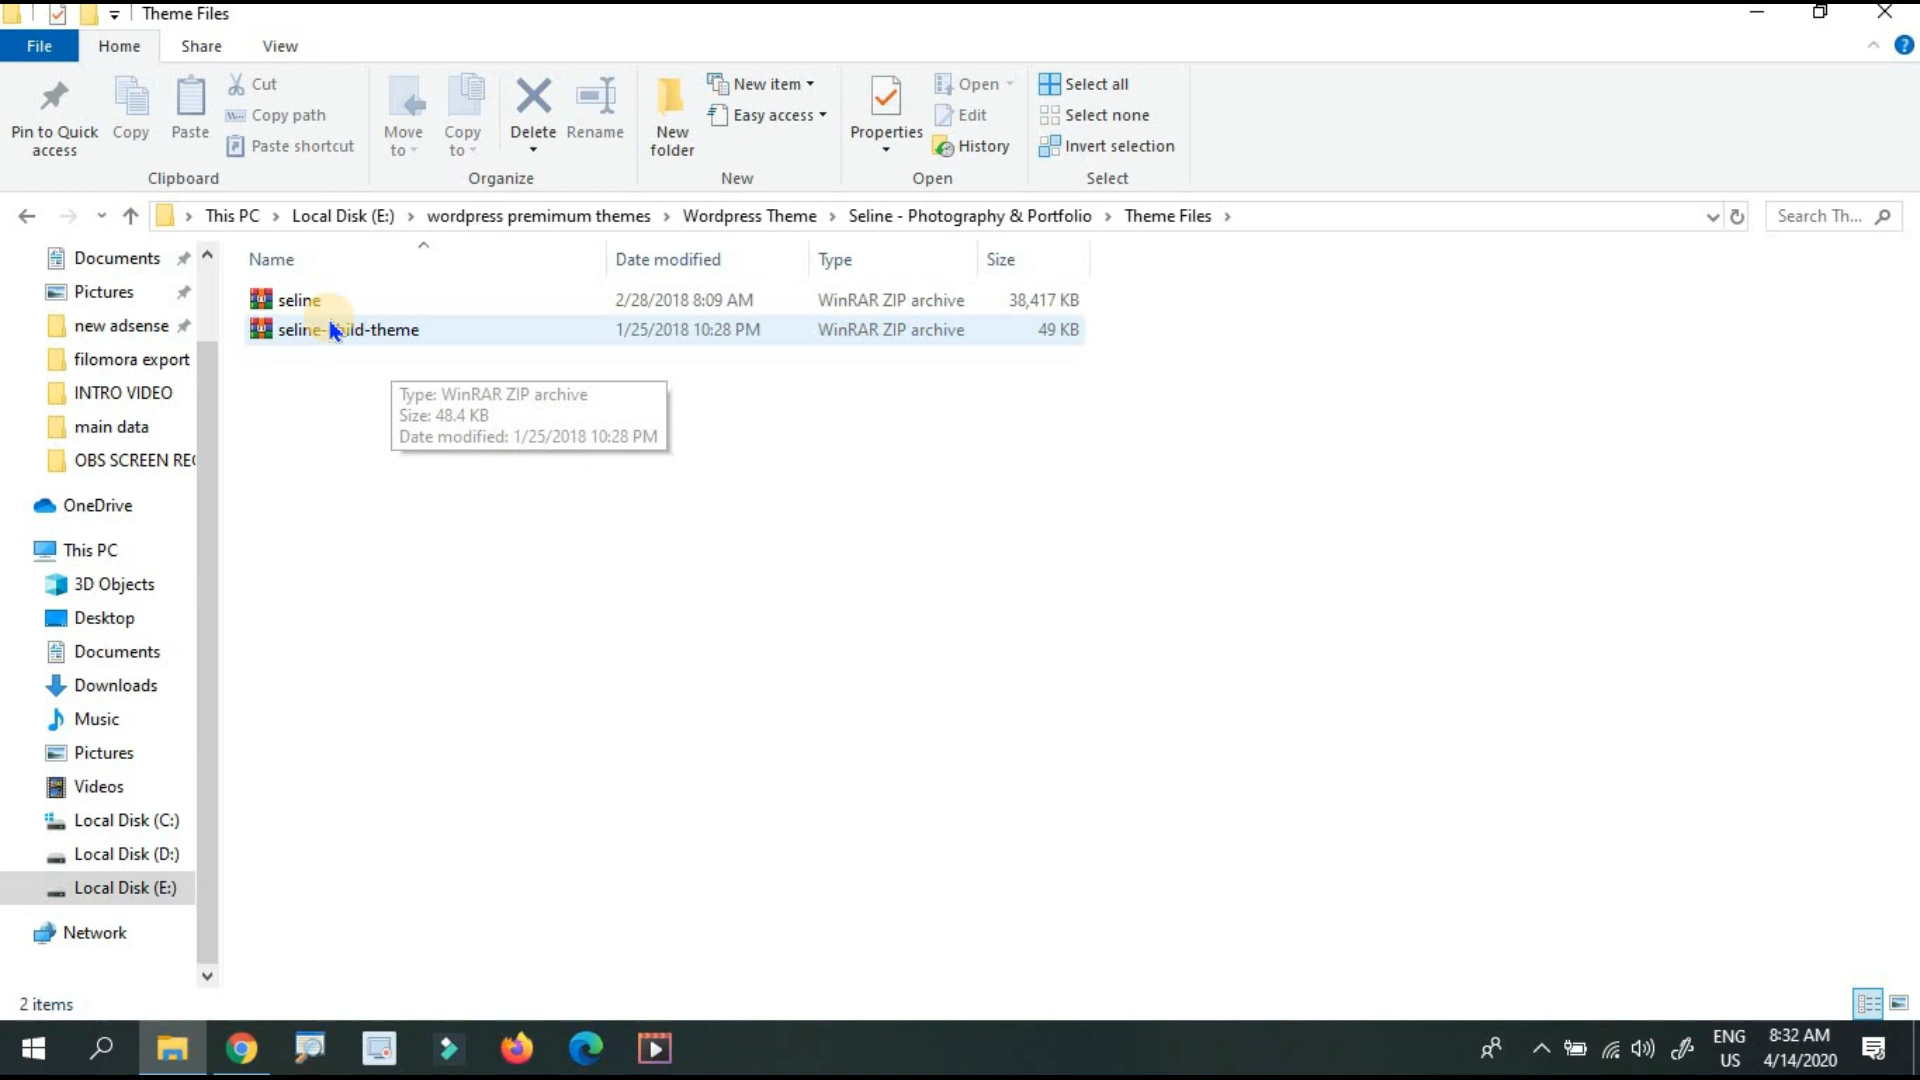 Theme Files
File Home Share View
Pin to Quick access
Copy
Paste
Cut
Copy path
Paste shortcut
Clipboard
Move to
Copy to
Delete
Rename
Organize
New folder
New item
Easy access
New
Properties
Open
Edit
History
Open
Select all
Select none
Invert selection
Select
This PC Local Disk (E:) wordpress premimum themes Wordpress Theme Seline - Photography & Portfolio Theme Files
Search Th...
Documents
Pictures
new adsense
filomora export
INTRO VIDEO
main data
OBS SCREEN REC
OneDrive
This PC
3D Objects
Desktop
Documents
Downloads
Music
Pictures
Videos
Local Disk (C:)
Local Disk (D:)
Local Disk (E:)
Network
Name Date modified Type Size
seline 2/28/2018 8:09 AM WinRAR ZIP archive 38,417 KB
seline-child-theme 1/25/2018 10:28 PM WinRAR ZIP archive 49 KB
Type: WinRAR ZIP archive
Size: 48.4 KB
Date modified: 1/25/2018 10:28 PM
2 items
ENG
US
8:32 AM
4/14/2020